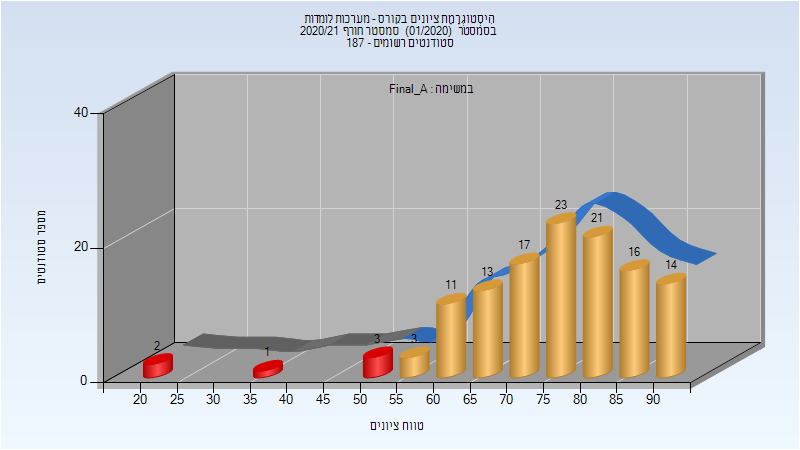 היסטוגרמת ציונים בקורס - מערכות לומדות
בסמסטר (01/2020) סמסטר חורף 2020/21
סטודנטים רשומים - 187
במשימה : Final_A
מספר סטודנטים
40
20
0
2
1
3
3
11
13
17
23
21
16
14
20 25 35 40 45 50 55 60 65 70 75 80 85 90
טווח ציונים